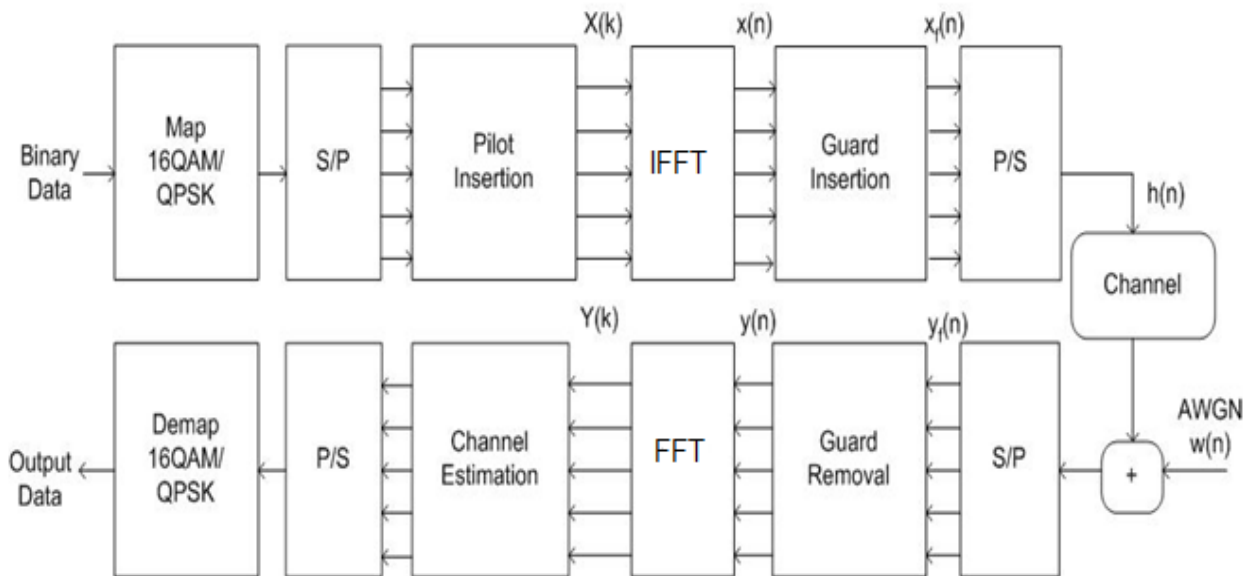 X(k)
x(n)
x_f(n)
Binary
Data
Map
16QAM/
QPSK
S/P
Pilot
Insertion
IFFT
Guard
Insertion
P/S
h(n)
Channel
Y(k)
y(n)
y_f(n)
Output
Data
Demap
16QAM/
QPSK
P/S
Channel
Estimation
FFT
Guard
Removal
S/P
+
AWGN
w(n)